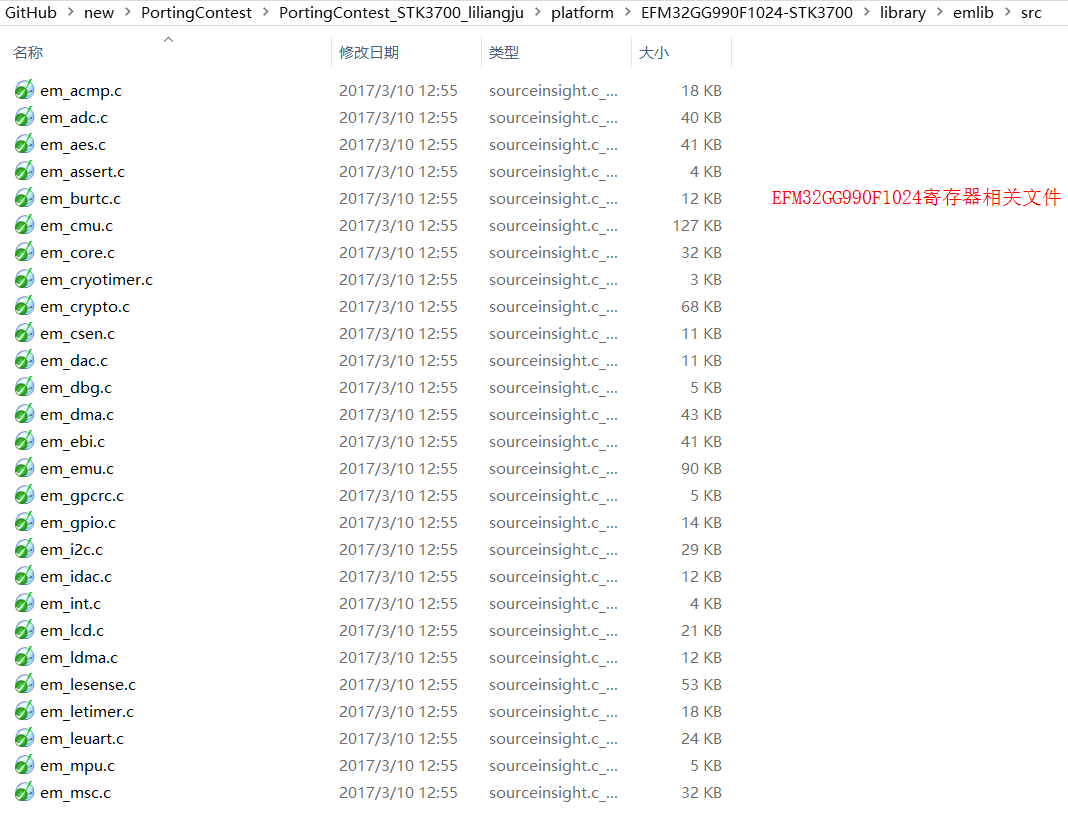 GitHub > new > PortingContest > PortingContest_STK3700_liliangju > platform > EFM32GG990F1024-STK3700 > library > emlib > src
名称 修改日期 类型 大小
em_acmp.c 2017/3/10 12:55 sourceinsight.c_... 18 KB
em_adc.c 2017/3/10 12:55 sourceinsight.c_... 40 KB
em_aes.c 2017/3/10 12:55 sourceinsight.c_... 41 KB
em_assert.c 2017/3/10 12:55 sourceinsight.c_... 4 KB
em_burtc.c 2017/3/10 12:55 sourceinsight.c_... 12 KB
EFM32GG990F1024寄存器相关文件
em_cmu.c 2017/3/10 12:55 sourceinsight.c_... 127 KB
em_core.c 2017/3/10 12:55 sourceinsight.c_... 32 KB
em_cryotimer.c 2017/3/10 12:55 sourceinsight.c_... 3 KB
em_crypto.c 2017/3/10 12:55 sourceinsight.c_... 68 KB
em_csen.c 2017/3/10 12:55 sourceinsight.c_... 11 KB
em_dac.c 2017/3/10 12:55 sourceinsight.c_... 11 KB
em_dbg.c 2017/3/10 12:55 sourceinsight.c_... 5 KB
em_dma.c 2017/3/10 12:55 sourceinsight.c_... 43 KB
em_ebi.c 2017/3/10 12:55 sourceinsight.c_... 41 KB
em_emu.c 2017/3/10 12:55 sourceinsight.c_... 90 KB
em_gpcrc.c 2017/3/10 12:55 sourceinsight.c_... 5 KB
em_gpio.c 2017/3/10 12:55 sourceinsight.c_... 14 KB
em_i2c.c 2017/3/10 12:55 sourceinsight.c_... 29 KB
em_idac.c 2017/3/10 12:55 sourceinsight.c_... 12 KB
em_int.c 2017/3/10 12:55 sourceinsight.c_... 4 KB
em_lcd.c 2017/3/10 12:55 sourceinsight.c_... 21 KB
em_ldma.c 2017/3/10 12:55 sourceinsight.c_... 12 KB
em_lesense.c 2017/3/10 12:55 sourceinsight.c_... 53 KB
em_letimer.c 2017/3/10 12:55 sourceinsight.c_... 18 KB
em_leuart.c 2017/3/10 12:55 sourceinsight.c_... 24 KB
em_mpu.c 2017/3/10 12:55 sourceinsight.c_... 5 KB
em_msc.c 2017/3/10 12:55 sourceinsight.c_... 32 KB